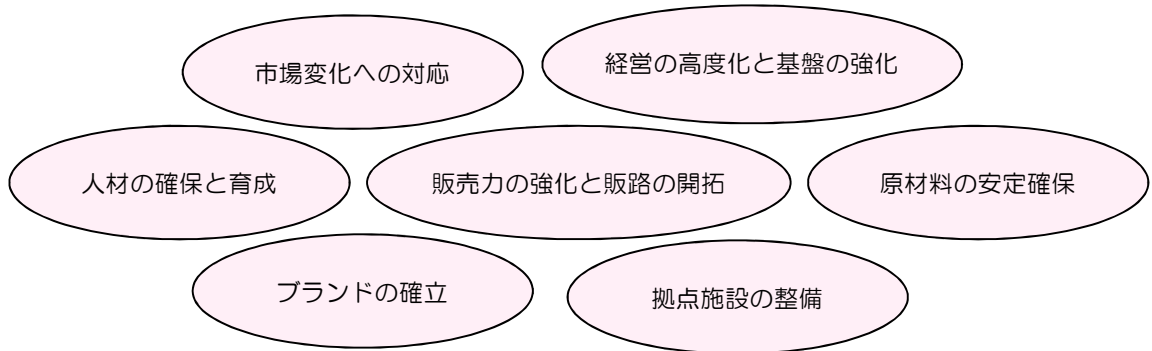 市場変化への対応
経営の高度化と基盤の強化
人材の確保と育成
販売力の強化と販路の開拓
原材料の安定確保
ブランドの確立
拠点施設の整備